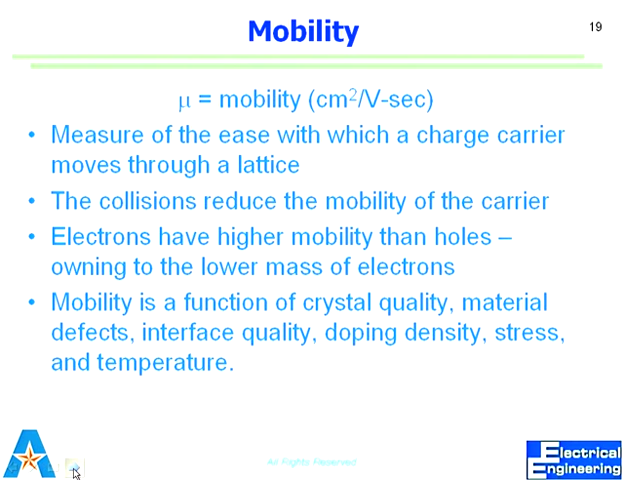 Mobility
19
μ = mobility (cm²/V-sec)
• Measure of the ease with which a charge carrier
moves through a lattice
• The collisions reduce the mobility of the carrier
• Electrons have higher mobility than holes –
owning to the lower mass of electrons
• Mobility is a function of crystal quality, material
defects, interface quality, doping density, stress,
and temperature.
All Rights Reserved
Electrical
Engineering